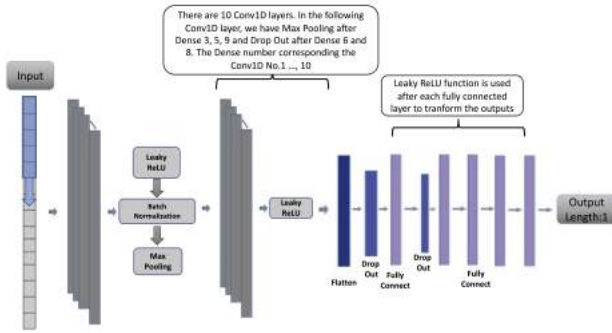 There are 10 Conv1D layers. In the following
Conv1D layer, we have Max Pooling after
Dense 3, 5, 9 and Drop Out after Dense 6 and
8. The Dense number corresponding the
Conv1D No.1 ..., 10
Input
Leaky ReLU function is used
after each fully connected
layer to tranform the outputs
Leaky
ReLU
Batch
Normalization
Max
Pooling
Leaky
ReLU
Flatten
Drop
Out
Fully
Connect
Drop
Out
Fully
Connect
Output
Length:1